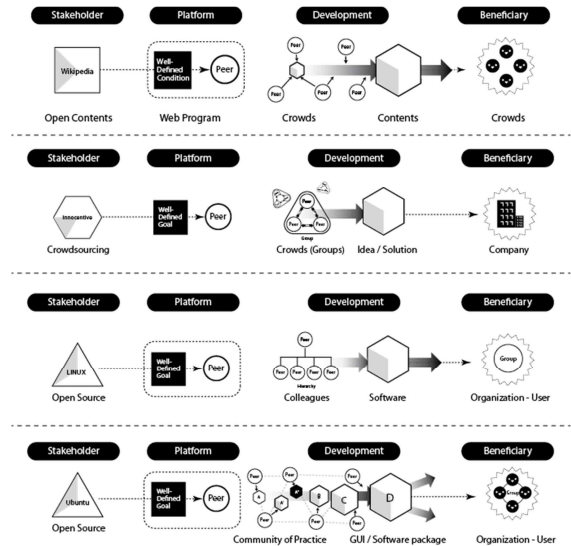 Stakeholder Platform Development Beneficiary
Peer Peer
Wikipedia Well-Defined Condition Peer
Peer Peer Peer
Open Contents Web Program Crowds Contents Crowds
Stakeholder Platform Development Beneficiary
Innocentive Well-Defined Goal Peer Peer
Peer Peer
Group
Crowdsourcing Crowds (Groups) Idea / Solution Company
Stakeholder Platform Development Beneficiary
Peer
LINUX Well-Defined Goal Peer Peer Peer Peer Peer Group
Hierarchy
Open Source Colleagues Software Organization - User
Stakeholder Platform Development Beneficiary
Peer Peer Peer
Ubuntu Well-Defined Goal Peer A A' A" B C D Group
Peer Peer Peer
Open Source Community of Practice GUI / Software package Organization - User